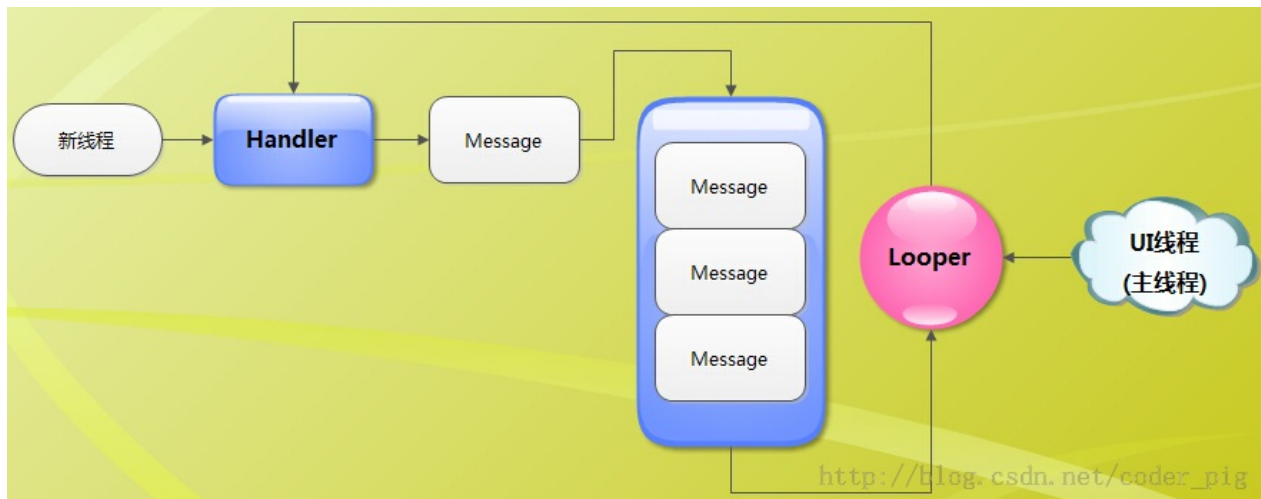 新线程
Handler
Message
Message
Message
Message
Looper
UI线程
(主线程)
http://blog.csdn.net/coder_pig